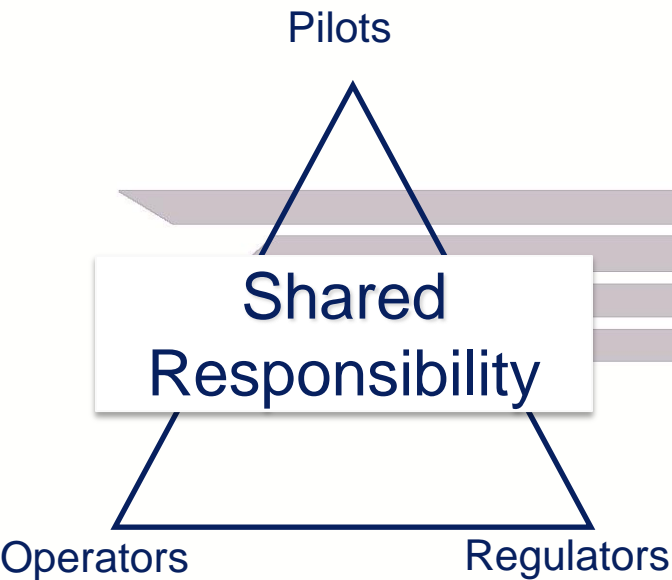 Pilots
Shared
Responsibility
Operators
Regulators